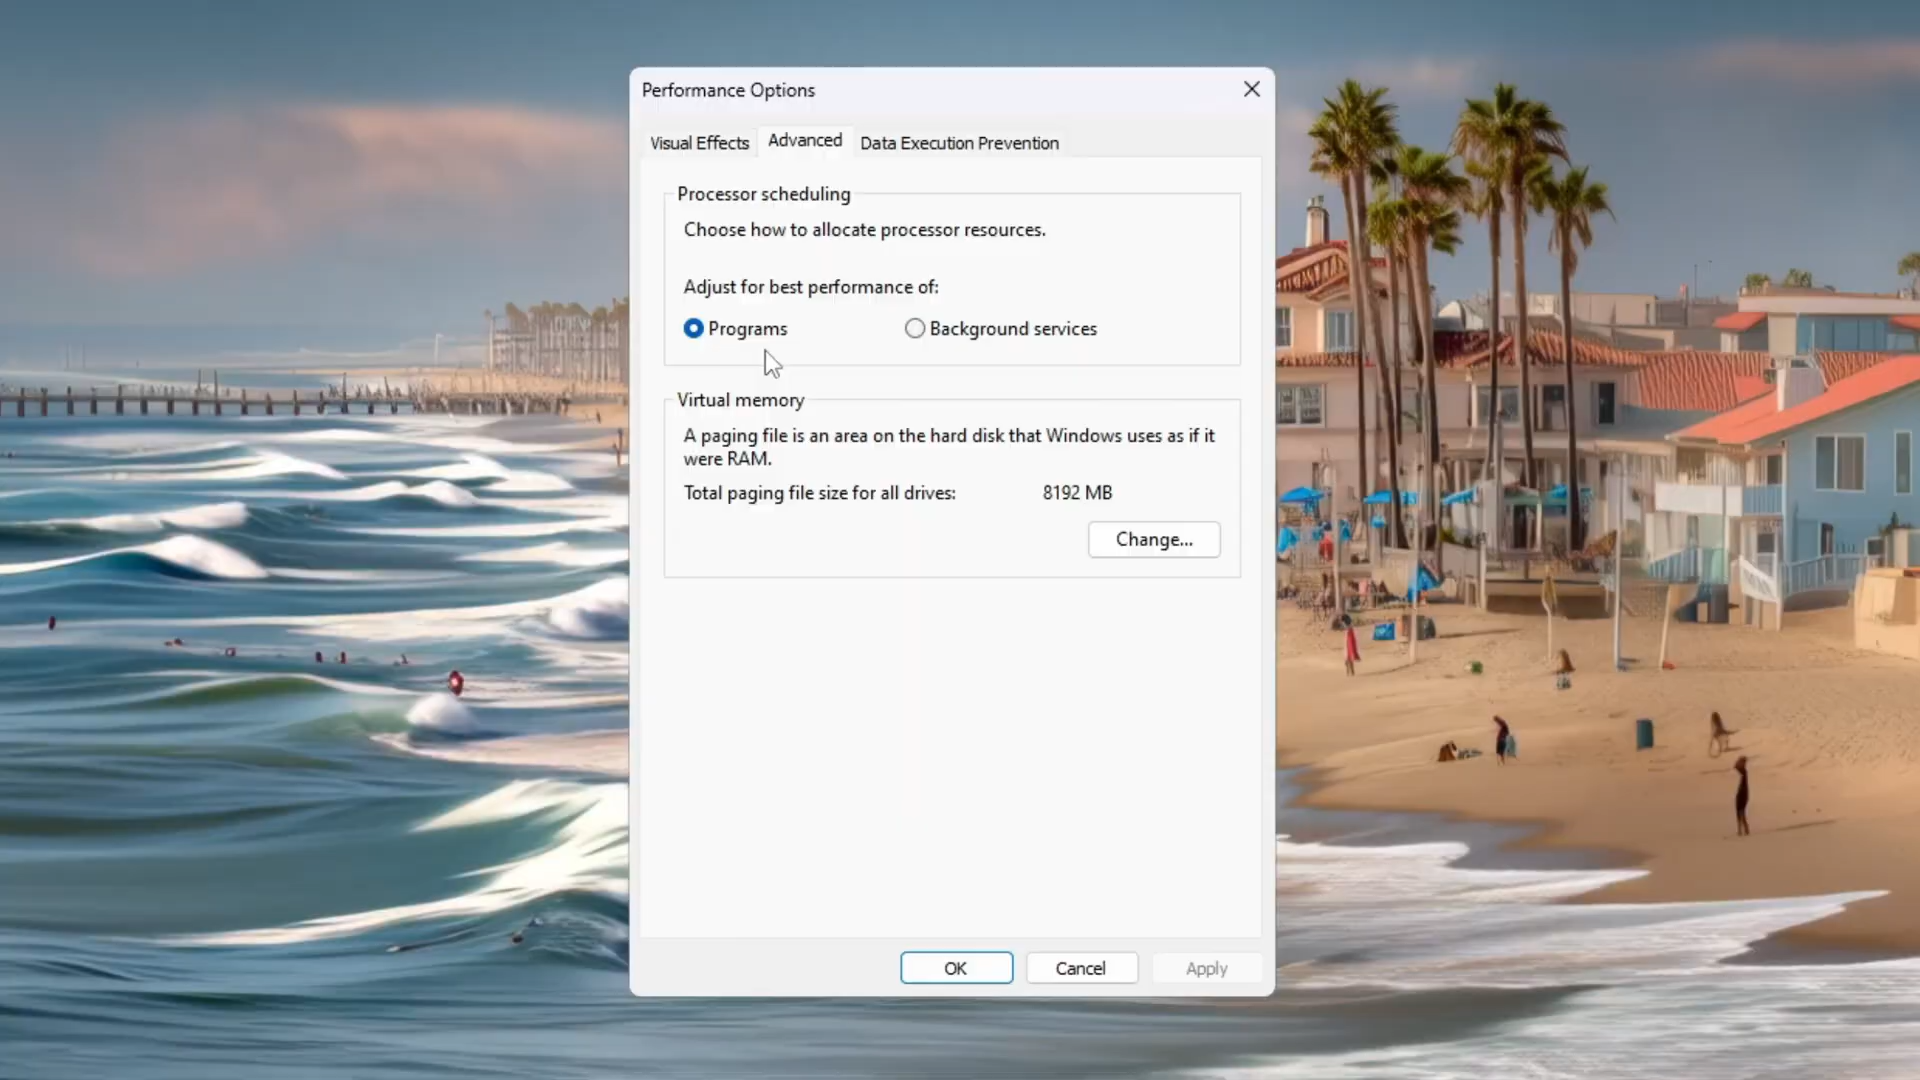 Performance Options
Visual Effects
Advanced
Data Execution Prevention
Processor scheduling
Choose how to allocate processor resources.
Adjust for best performance of:
Programs
Background services
Virtual memory
A paging file is an area on the hard disk that Windows uses as if it
were RAM.
Total paging file size for all drives: 8192 MB
Change...
OK
Cancel
Apply